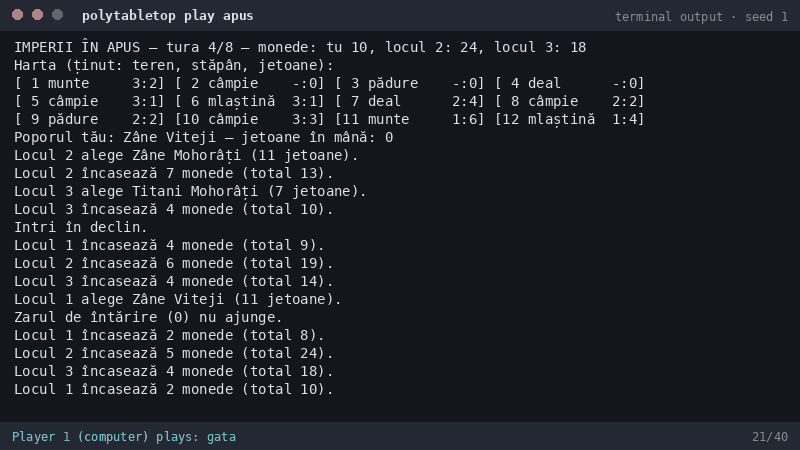 polytabletop play apus
terminal output · seed 1
IMPERII ÎN APUS — tura 4/8 — monede: tu 10, locul 2: 24, locul 3: 18
Harta (ținut: teren, stăpân, jetoane):
[ 1 munte     3:2] [ 2 câmpie    -:0] [ 3 pădure    -:0] [ 4 deal      -:0]
[ 5 câmpie    3:1] [ 6 mlaștină  3:1] [ 7 deal      2:4] [ 8 câmpie    2:2]
[ 9 pădure    2:2] [10 câmpie    3:3] [11 munte     1:6] [12 mlaștină  1:4]
Poporul tău: Zâne Viteji — jetoane în mână: 0
Locul 2 alege Zâne Mohorâți (11 jetoane).
Locul 2 încasează 7 monede (total 13).
Locul 3 alege Titani Mohorâți (7 jetoane).
Locul 3 încasează 4 monede (total 10).
Intri în declin.
Locul 1 încasează 4 monede (total 9).
Locul 2 încasează 6 monede (total 19).
Locul 3 încasează 4 monede (total 14).
Locul 1 alege Zâne Viteji (11 jetoane).
Zarul de întărire (0) nu ajunge.
Locul 1 încasează 2 monede (total 8).
Locul 2 încasează 5 monede (total 24).
Locul 3 încasează 4 monede (total 18).
Locul 1 încasează 2 monede (total 10).
Player 1 (computer) plays: gata
21/40